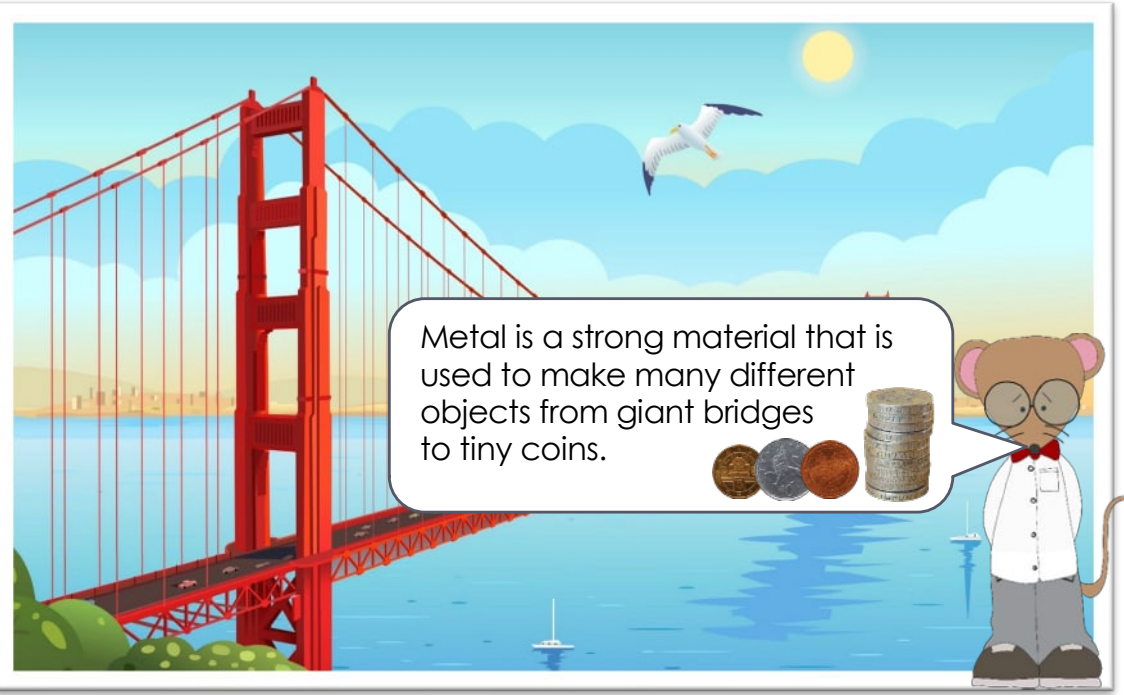 Metal is a strong material that is
used to make many different
objects from giant bridges
to tiny coins.